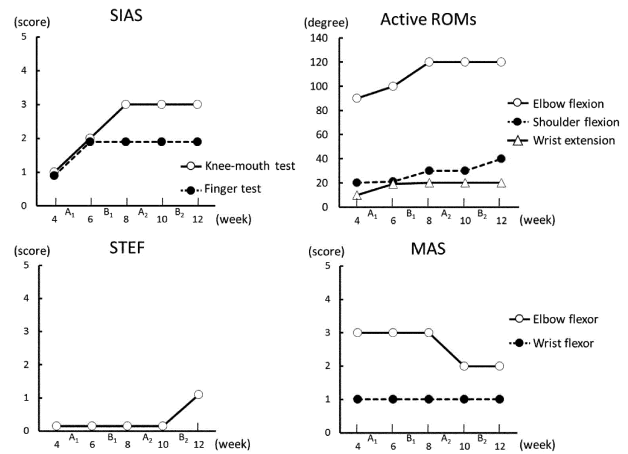 SIAS
(score)
5
4
3
2
1
0
Knee-mouth test
Finger test
A1 B1 A2 B2
4 6 8 10 12 (week)
Active ROMs
(degree)
140
120
100
80
60
40
20
0
Elbow flexion
Shoulder flexion
Wrist extension
A1 B1 A2 B2
4 6 8 10 12 (week)
STEF
(score)
5
4
3
2
1
0
A1 B1 A2 B2
4 6 8 10 12 (week)
MAS
(score)
5
4
3
2
1
0
Elbow flexor
Wrist flexor
A1 B1 A2 B2
4 6 8 10 12 (week)